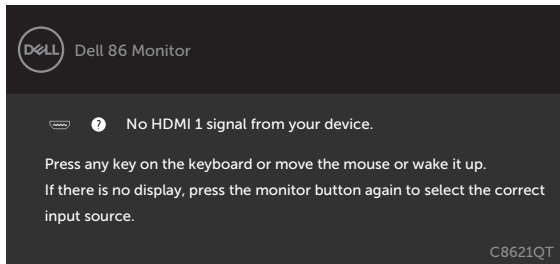 DELL
Dell 86 Monitor
? No HDMI 1 signal from your device.
Press any key on the keyboard or move the mouse or wake it up.
If there is no display, press the monitor button again to select the correct
input source.
C8621QT